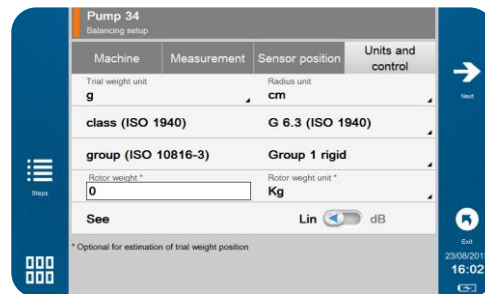 Pump 34
Balancing setup
Machine
Measurement
Sensor position
Units and
control
Trial weight unit
g
Radius unit
cm
class (ISO 1940)
G 6.3 (ISO 1940)
group (ISO 10816-3)
Group 1 rigid
Rotor weight *
0
Rotor weght unit *
Kg
See
Lin
dB
* Optional for estimation of trial weight position
Steps
Next
Exit
23/08/201
16:02